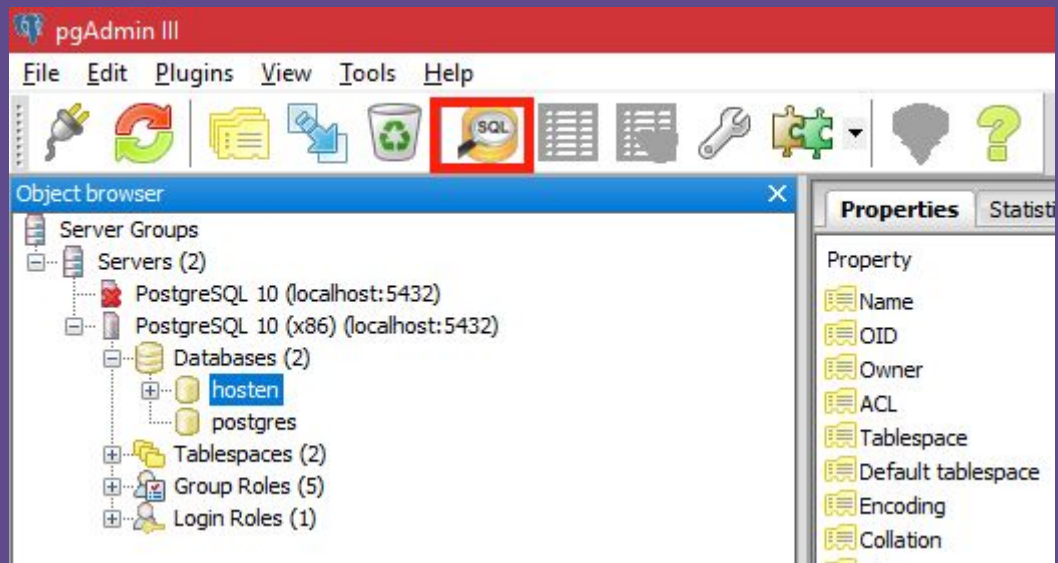 pgAdmin III
File Edit Plugins View Tools Help
SQL
Object browser
Server Groups
Servers (2)
PostgreSQL 10 (localhost:5432)
PostgreSQL 10 (x86) (localhost:5432)
Databases (2)
hosten
postgres
Tablespaces (2)
Group Roles (5)
Login Roles (1)
Properties Statisti
Property
Name
OID
Owner
ACL
Tablespace
Default tablespace
Encoding
Collation